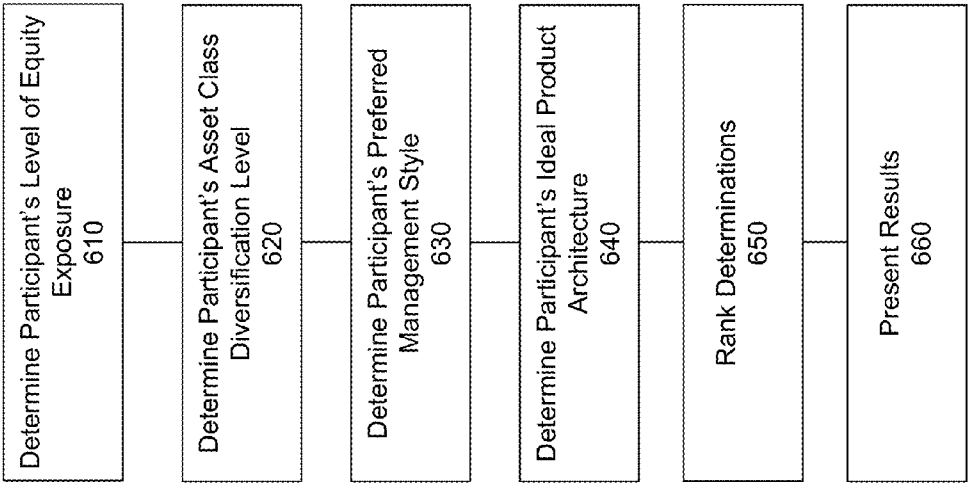 Determine Participant's Level of Equity
Exposure
610
Determine Participant's Asset Class
Diversification Level
620
Determine Participant's Preferred
Management Style
630
Determine Participant's Ideal Product
Architecture
640
Rank Determinations
650
Present Results
660